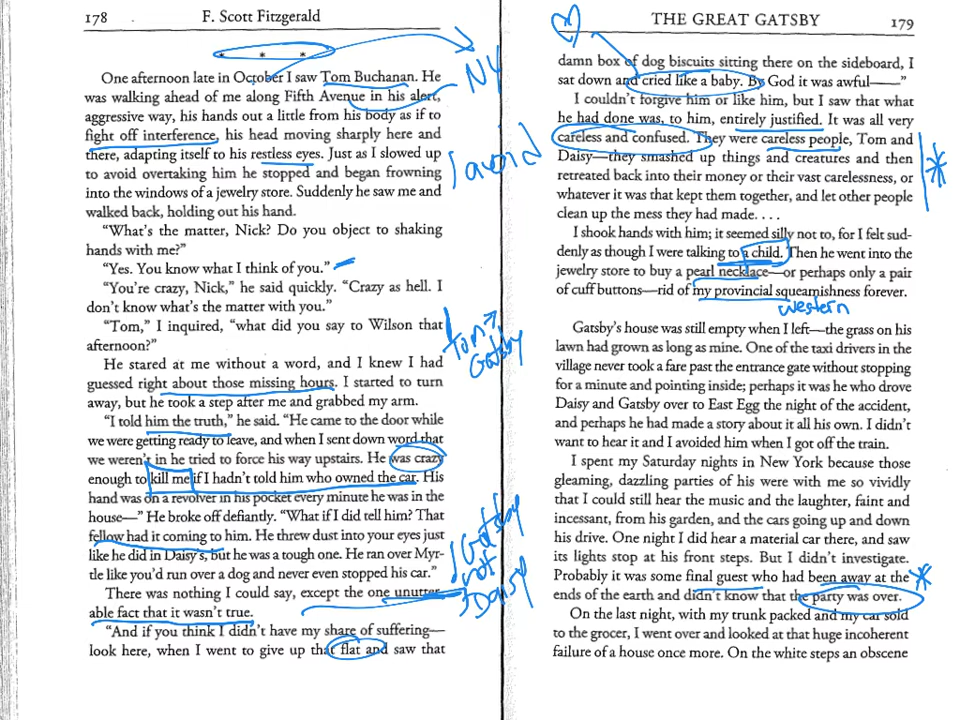 178 F. Scott Fitzgerald
* * *
One afternoon late in October I saw Tom Buchanan. He
was walking ahead of me along Fifth Avenue in his alert,
aggressive way, his hands out a little from his body as if to
fight off interference, his head moving sharply here and
there, adapting itself to his restless eyes. Just as I slowed up
to avoid overtaking him he stopped and began frowning
into the windows of a jewelry store. Suddenly he saw me and
walked back, holding out his hand.
“What's the matter, Nick? Do you object to shaking
hands with me?”
“Yes. You know what I think of you.”
“You're crazy, Nick,” he said quickly. “Crazy as hell. I
don't know what's the matter with you.”
“Tom,” I inquired, “what did you say to Wilson that
afternoon?”
He stared at me without a word, and I knew I had
guessed right about those missing hours. I started to turn
away, but he took a step after me and grabbed my arm.
“I told him the truth,” he said. “He came to the door while
we were getting ready to leave, and when I sent down word that
we weren't in he tried to force his way upstairs. He was crazy
enough to kill me if I hadn't told him who owned the car. His
hand was on a revolver in his pocket every minute he was in the
house—” He broke off defiantly. “What if I did tell him? That
fellow had it coming to him. He threw dust into your eyes just
like he did in Daisy's, but he was a tough one. He ran over Myr-
tle like you'd run over a dog and never even stopped his car.”
There was nothing I could say, except the one unutter-
able fact that it wasn't true.
“And if you think I didn't have my share of suffering—
look here, when I went to give up that flat and saw that
NY
avoid
Tom →
Gatsby
Gatsby
not
Daisy
THE GREAT GATSBY 179
damn box of dog biscuits sitting there on the sideboard, I
sat down and cried like a baby. By God it was awful——”
I couldn't forgive him or like him, but I saw that what
he had done was, to him, entirely justified. It was all very
careless and confused. They were careless people, Tom and
Daisy—they smashed up things and creatures and then
retreated back into their money or their vast carelessness, or
whatever it was that kept them together, and let other people
clean up the mess they had made. . . .
I shook hands with him; it seemed silly not to, for I felt sud-
denly as though I were talking to a child. Then he went into the
jewelry store to buy a pearl necklace—or perhaps only a pair
of cuff buttons—rid of my provincial squeamishness forever.
western
Gatsby's house was still empty when I left—the grass on his
lawn had grown as long as mine. One of the taxi drivers in the
village never took a fare past the entrance gate without stopping
for a minute and pointing inside; perhaps it was he who drove
Daisy and Gatsby over to East Egg the night of the accident,
and perhaps he had made a story about it all his own. I didn't
want to hear it and I avoided him when I got off the train.
I spent my Saturday nights in New York because those
gleaming, dazzling parties of his were with me so vividly
that I could still hear the music and the laughter, faint and
incessant, from his garden, and the cars going up and down
his drive. One night I did hear a material car there, and saw
its lights stop at his front steps. But I didn't investigate.
Probably it was some final guest who had been away at the
ends of the earth and didn't know that the party was over.
On the last night, with my trunk packed and my car sold
to the grocer, I went over and looked at that huge incoherent
failure of a house once more. On the white steps an obscene